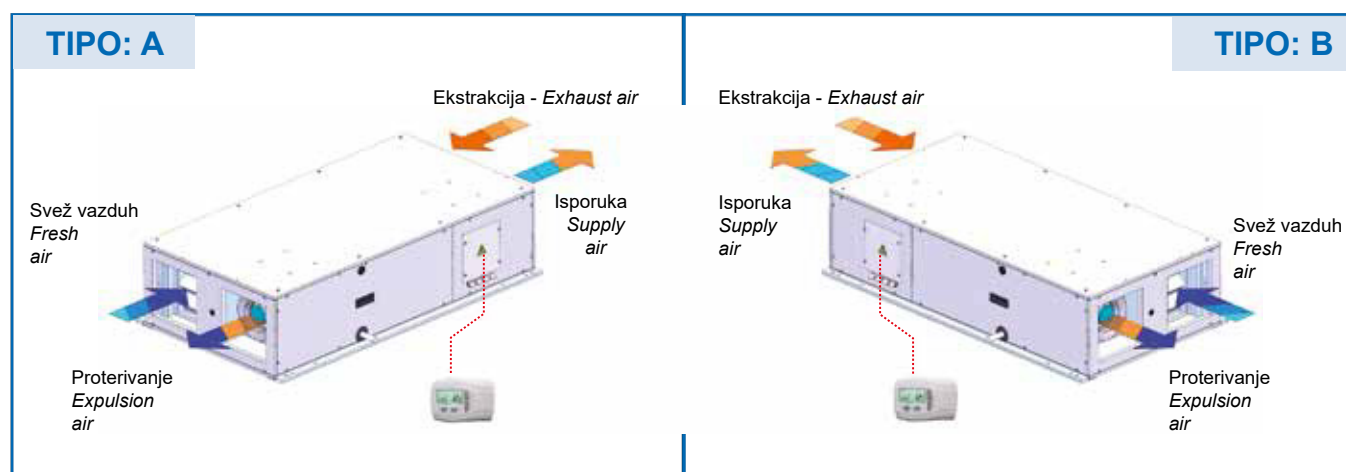 TIPO: A
Ekstrakcija - Exhaust air
Svež vazduh
Fresh
air
Isporuka
Supply
air
Proterivanje
Expulsion
air
TIPO: B
Ekstrakcija - Exhaust air
Isporuka
Supply
air
Svež vazduh
Fresh
air
Proterivanje
Expulsion
air